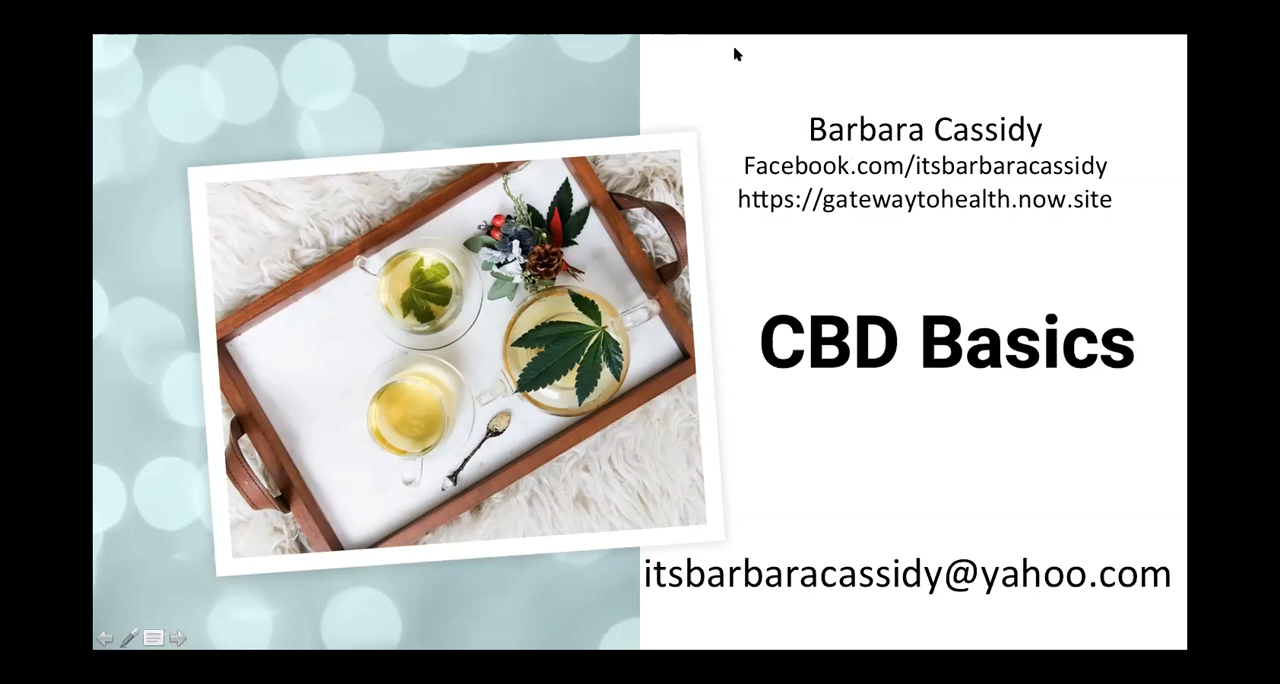 Barbara Cassidy
Facebook.com/itsbarbaracassidy
https://gatewaytohealth.now.site
CBD Basics
itsbarbaracassidy@yahoo.com